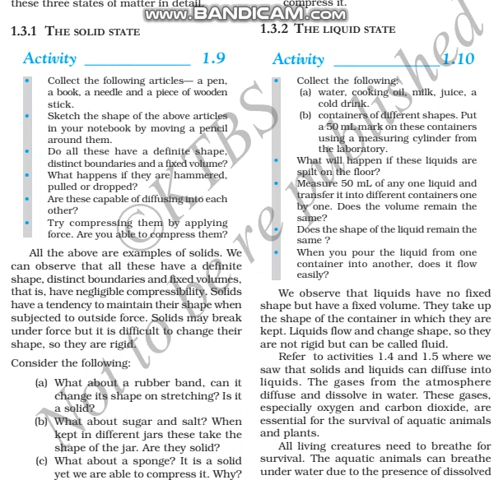 these three states of matter in detail.
1.3.1 THE SOLID STATE
Activity ______________ 1.9
• Collect the following articles— a pen,
a book, a needle and a piece of wooden
stick.
• Sketch the shape of the above articles
in your notebook by moving a pencil
around them.
• Do all these have a definite shape,
distinct boundaries and a fixed volume?
• What happens if they are hammered,
pulled or dropped?
• Are these capable of diffusing into each
other?
• Try compressing them by applying
force. Are you able to compress them?
All the above are examples of solids. We
can observe that all these have a definite
shape, distinct boundaries and fixed volumes,
that is, have negligible compressibility. Solids
have a tendency to maintain their shape when
subjected to outside force. Solids may break
under force but it is difficult to change their
shape, so they are rigid.
Consider the following:
(a) What about a rubber band, can it
change its shape on stretching? Is it
a solid?
(b) What about sugar and salt? When
kept in different jars these take the
shape of the jar. Are they solid?
(c) What about a sponge? It is a solid
yet we are able to compress it. Why?
compress it.
1.3.2 THE LIQUID STATE
Activity ______________ 1.10
• Collect the following:
(a) water, cooking oil, milk, juice, a
cold drink.
(b) containers of different shapes. Put
a 50 mL mark on these containers
using a measuring cylinder from
the laboratory.
• What will happen if these liquids are
spilt on the floor?
• Measure 50 mL of any one liquid and
transfer it into different containers one
by one. Does the volume remain the
same?
• Does the shape of the liquid remain the
same ?
• When you pour the liquid from one
container into another, does it flow
easily?
We observe that liquids have no fixed
shape but have a fixed volume. They take up
the shape of the container in which they are
kept. Liquids flow and change shape, so they
are not rigid but can be called fluid.
Refer to activities 1.4 and 1.5 where we
saw that solids and liquids can diffuse into
liquids. The gases from the atmosphere
diffuse and dissolve in water. These gases,
especially oxygen and carbon dioxide, are
essential for the survival of aquatic animals
and plants.
All living creatures need to breathe for
survival. The aquatic animals can breathe
under water due to the presence of dissolved
www.BANDICAM.com
©KTBS
Not to be republished